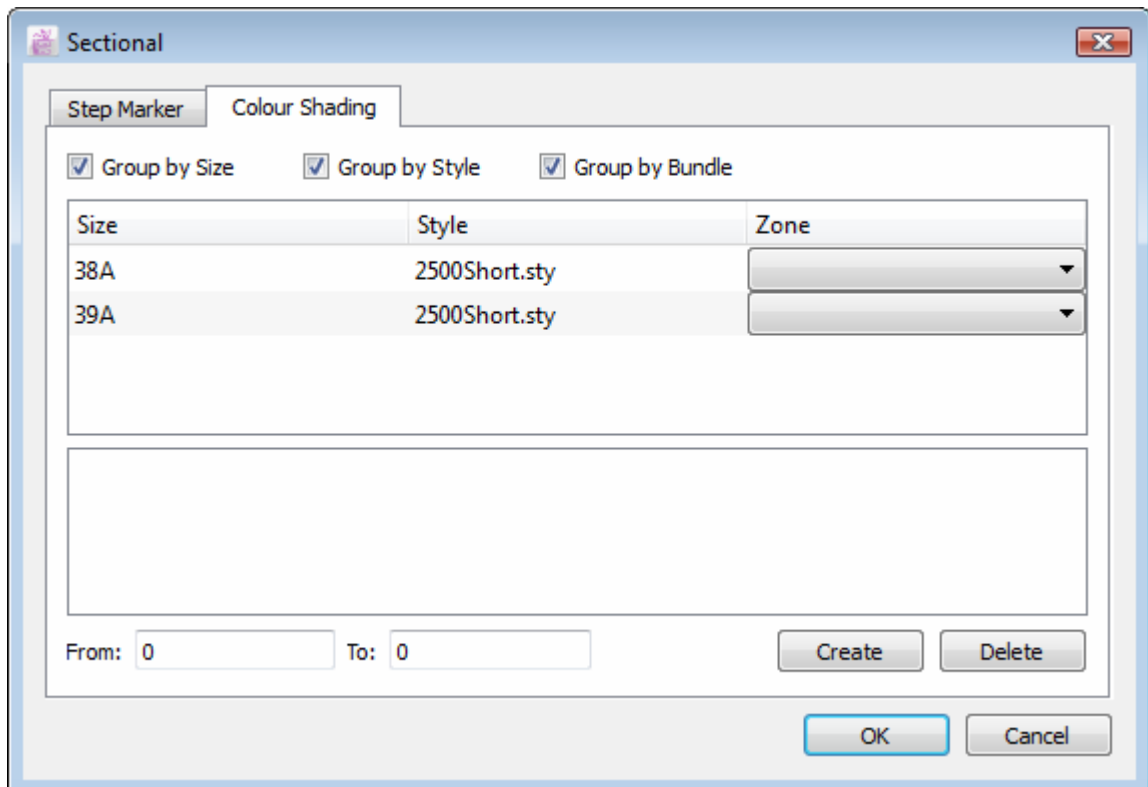 Sectional
Step Marker Colour Shading
Group by Size Group by Style Group by Bundle
Size Style Zone
38A 2500Short.sty
39A 2500Short.sty
From: 0 To: 0 Create Delete
OK Cancel